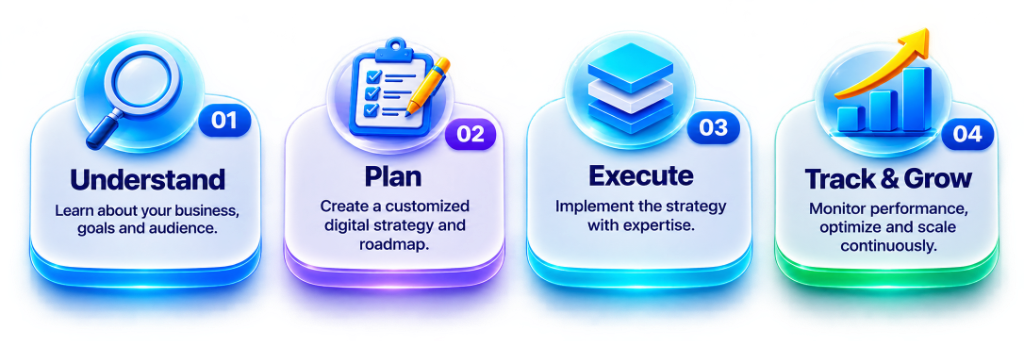 01
Understand
Learn about your business,
goals and audience.
02
Plan
Create a customized
digital strategy and
roadmap.
03
Execute
Implement the strategy
with expertise.
04
Track & Grow
Monitor performance,
optimize and scale
continuously.